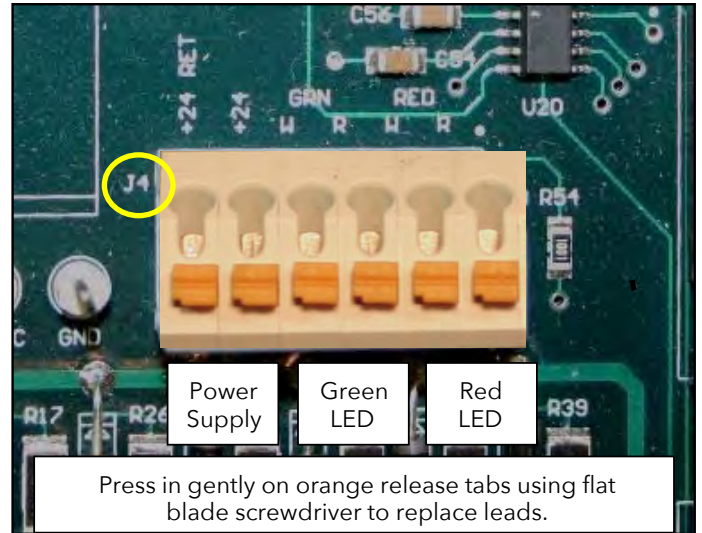 C56
C54
+24 RET
+24
GRN
RED
W R W R
U20
J4
R54
1001
C
GND
Power
Supply
Green
LED
Red
LED
R17
R26
R39
Press in gently on orange release tabs using flat
blade screwdriver to replace leads.